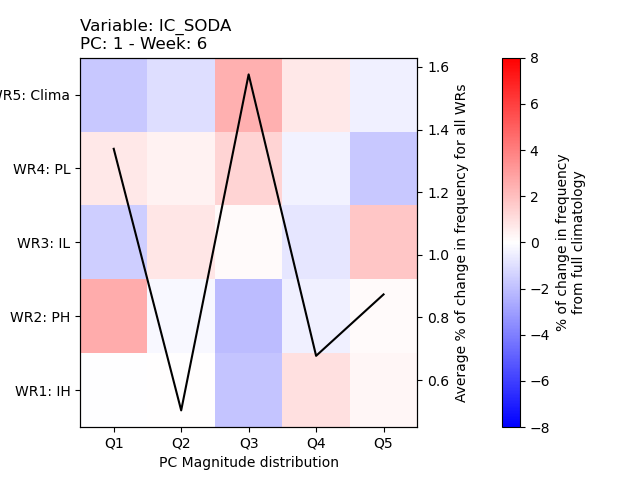 Variable: IC_SODA
PC: 1 - Week: 6
WR5: Clima
WR4: PL
WR3: IL
WR2: PH
WR1: IH
Q1 Q2 Q3 Q4 Q5
PC Magnitude distribution
1.6
1.4
1.2
1.0
0.8
0.6
Average % of change in frequency for all WRs
8
6
4
2
0
−2
−4
−6
−8
% of change in frequency
from full climatology